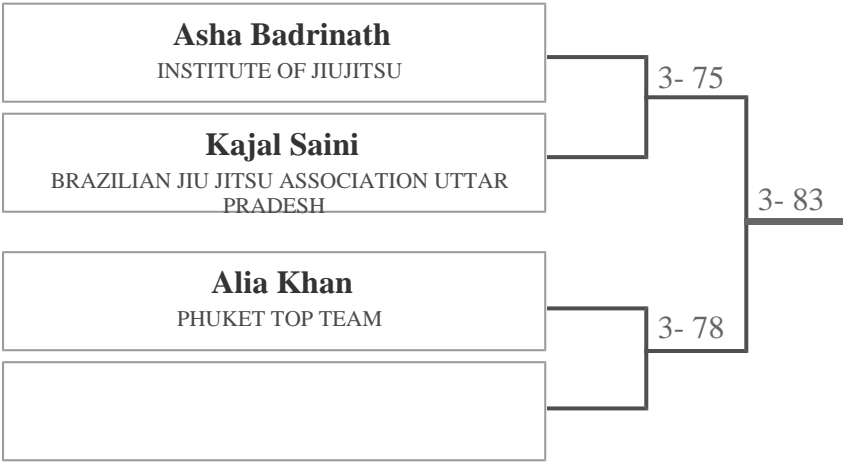 Asha Badrinath
INSTITUTE OF JIUJITSU
3- 75
Kajal Saini
BRAZILIAN JIU JITSU ASSOCIATION UTTAR
PRADESH
3- 83
Alia Khan
PHUKET TOP TEAM
3- 78